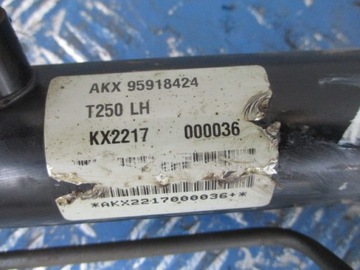 AKX 95918424
T250 LH
KX2217 000036
*AKX2217000036+*